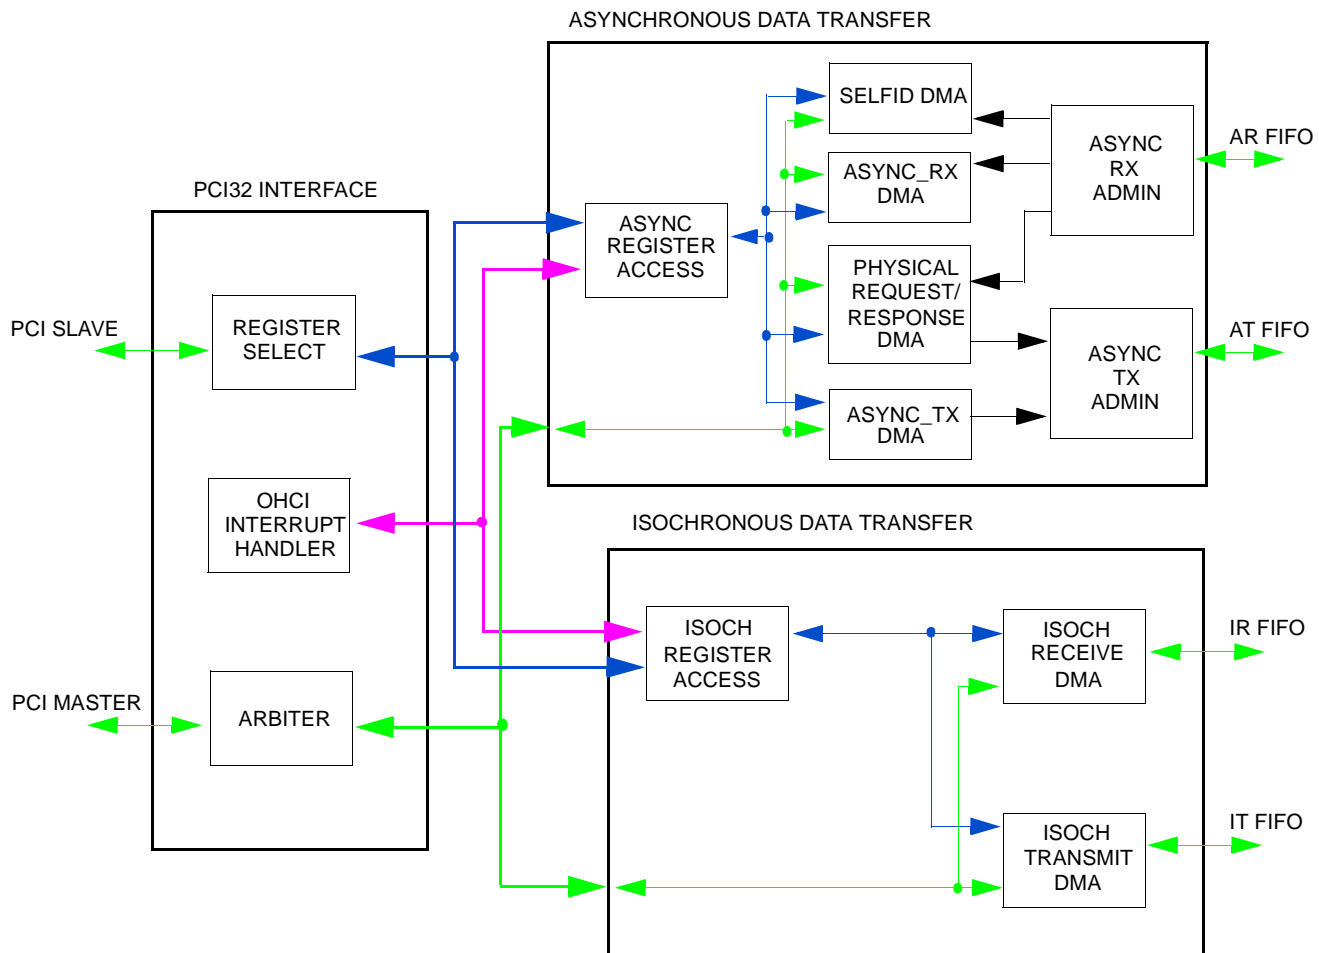 ASYNCHRONOUS DATA TRANSFER
SELFID DMA
ASYNC
RX
ADMIN
AR FIFO
ASYNC_RX
DMA
PCI32 INTERFACE
ASYNC
REGISTER
ACCESS
PHYSICAL
REQUEST/
RESPONSE
DMA
PCI SLAVE
REGISTER
SELECT
AT FIFO
ASYNC
TX
ADMIN
ASYNC_TX
DMA
OHCI
INTERRUPT
HANDLER
ISOCHRONOUS DATA TRANSFER
ISOCH
REGISTER
ACCESS
ISOCH
RECEIVE
DMA
IR FIFO
PCI MASTER
ARBITER
ISOCH
TRANSMIT
DMA
IT FIFO